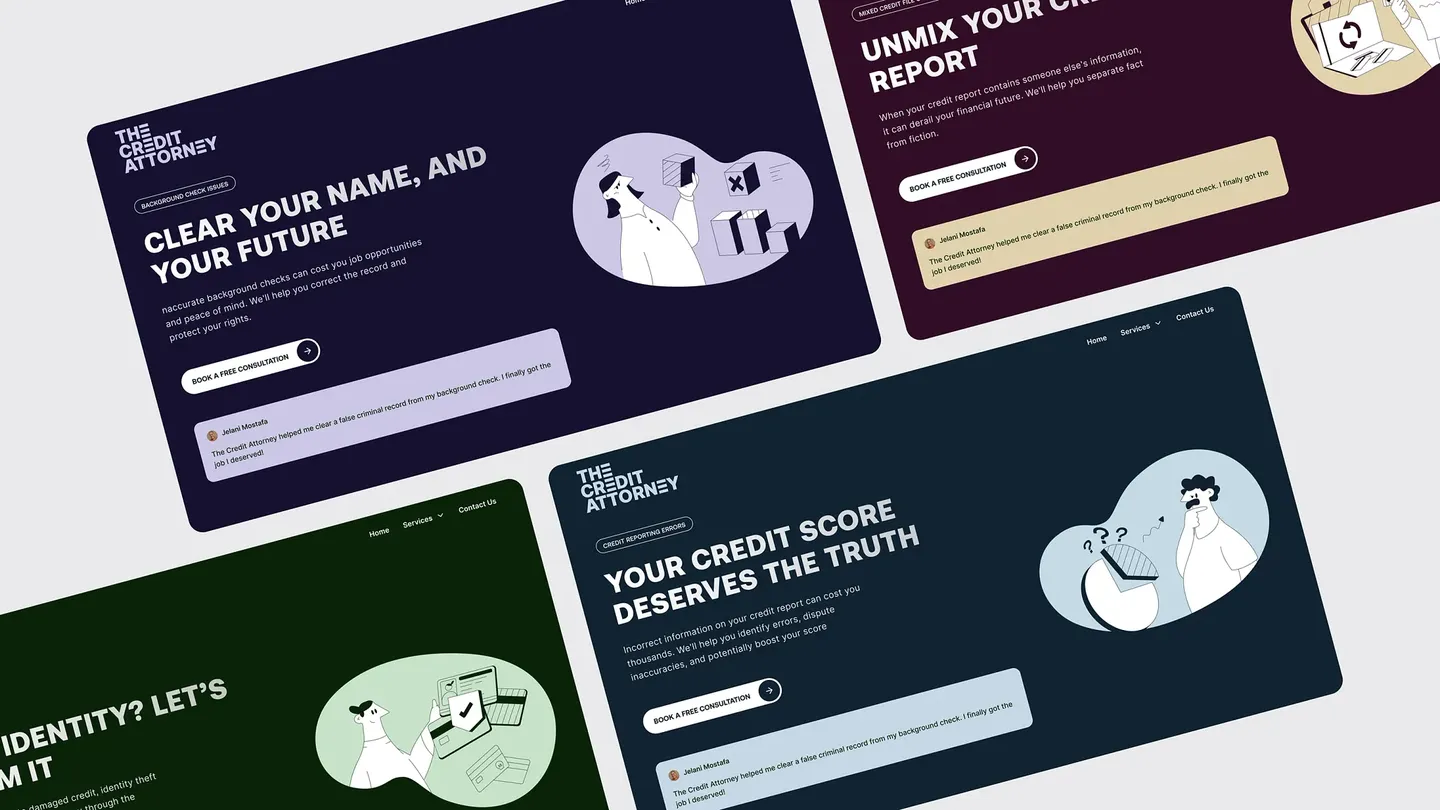 Home
THE
CREDIT
ATTORNEY
BACKGROUND CHECK ISSUES
CLEAR YOUR NAME, AND
YOUR FUTURE
naccurate background checks can cost you job opportunities
and peace of mind. We'll help you correct the record and
protect your rights.
BOOK A FREE CONSULTATION
Jelani Mostafa
The Credit Attorney helped me clear a false criminal record from my background check. I finally got the
job I deserved!
MIXED CREDIT FILE
UNMIX YOUR
REPORT
When your credit report contains someone else's information,
it can derail your financial future. We'll help you separate fact
from fiction.
BOOK A FREE CONSULTATION
Jelani Mostafa
The Credit Attorney helped me clear a false criminal record from my background check. I finally got the
job I deserved!
Home Services Contact Us
IDENTITY? LET'S
IT
damaged credit, identity theft
through the
Home Services Contact Us
THE
CREDIT
ATTORNEY
CREDIT REPORTING ERRORS
YOUR CREDIT SCORE
DESERVES THE TRUTH
Incorrect information on your credit report can cost you
thousands. We'll help you identify errors, dispute
inaccuracies, and potentially boost your score
BOOK A FREE CONSULTATION
? ? ?
Jelani Mostafa
The Credit Attorney helped me clear a false criminal record from my background check. I finally got the
job I deserved!